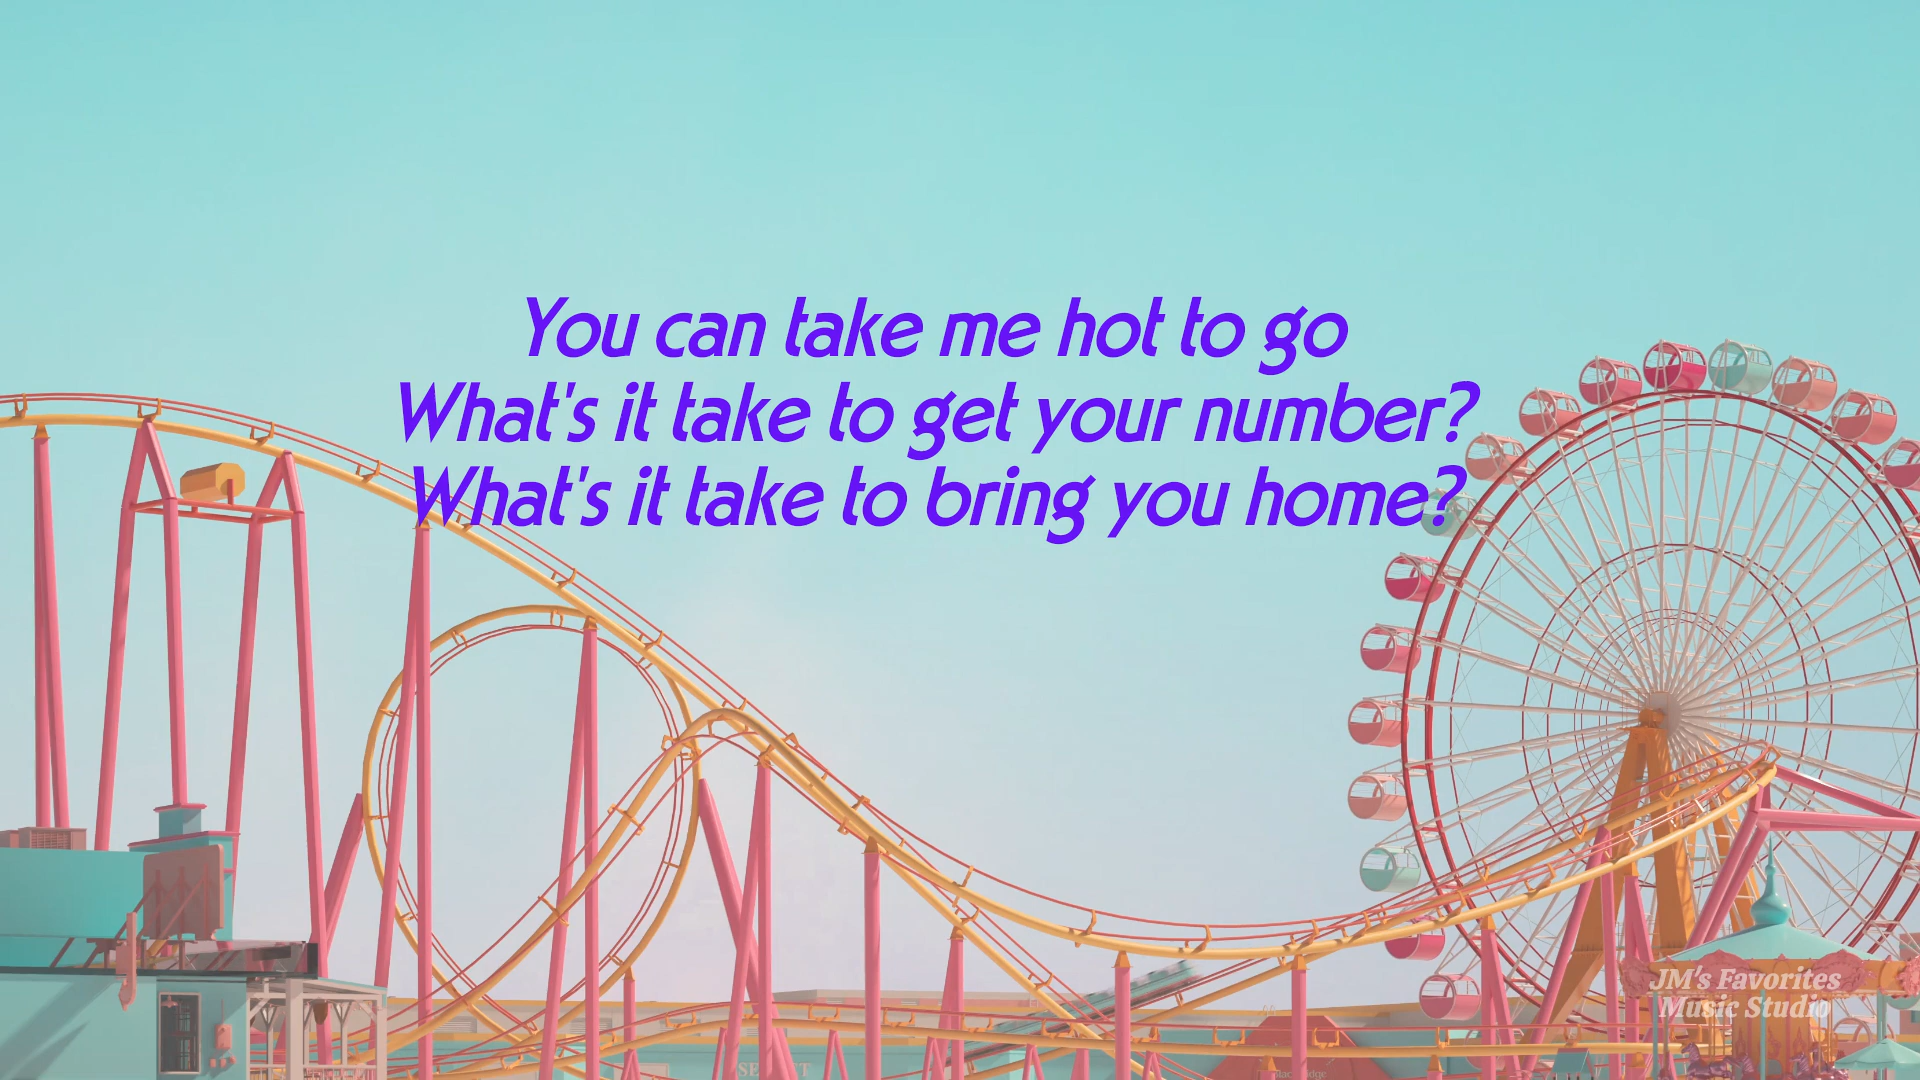 You can take me hot to go
What's it take to get your number?
What's it take to bring you home?
JM's Favorites
Music Studio